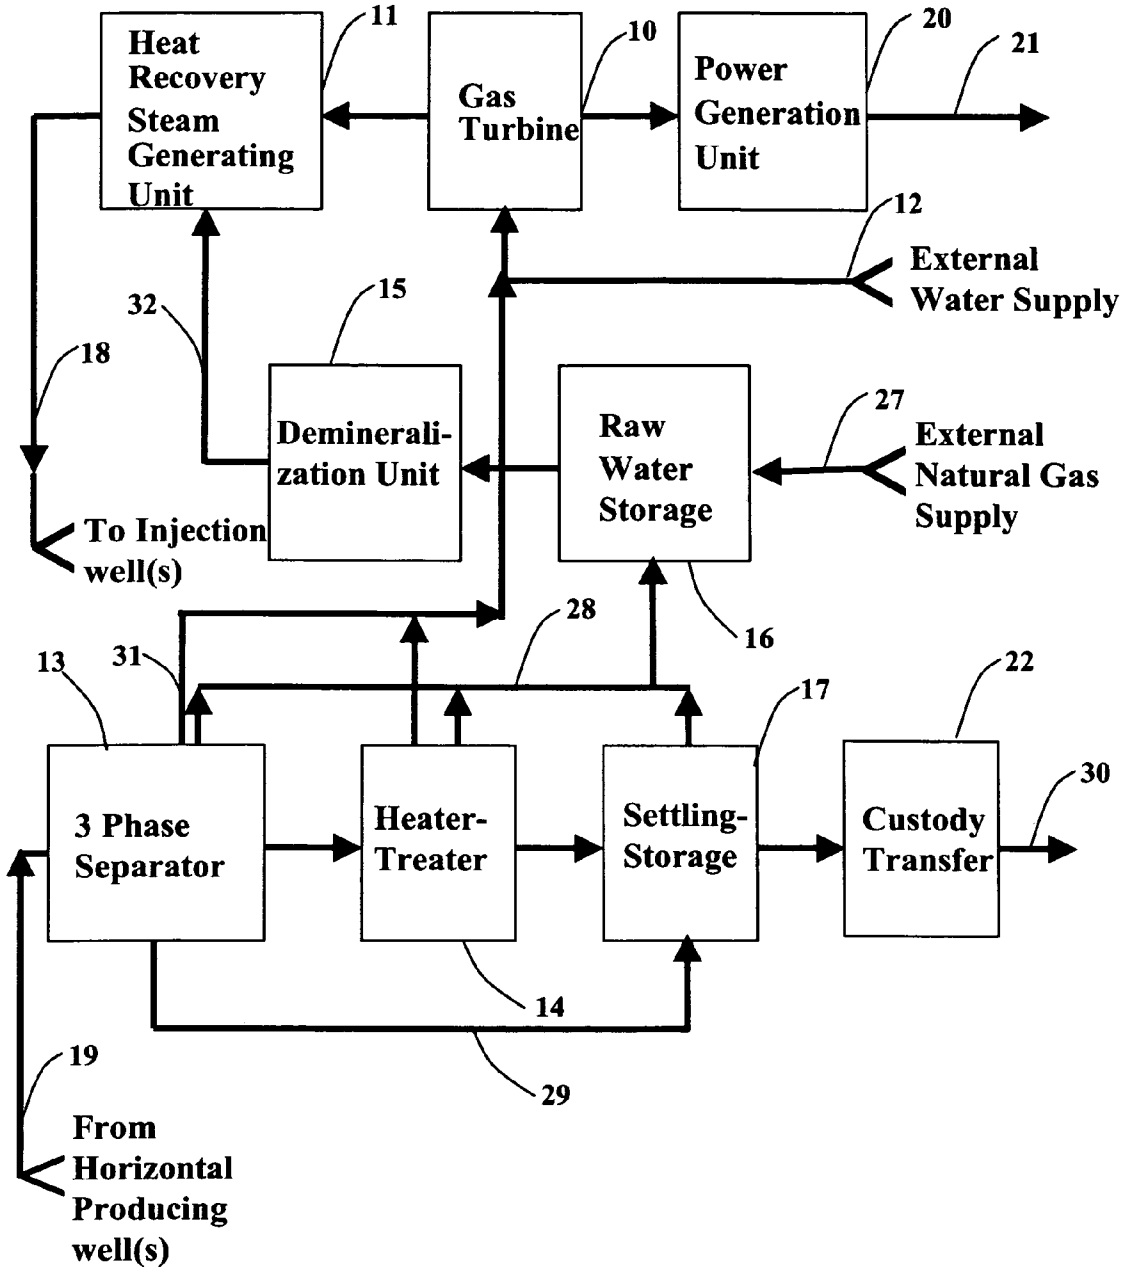 11
Heat
Recovery
Steam
Generating
Unit
10
Gas
Turbine
20
Power
Generation
Unit
21
12
External
Water Supply
32
15
18
Deminerali-
zation Unit
Raw
Water
Storage
27
External
Natural Gas
Supply
To Injection
well(s)
28
16
13
31
22
17
3 Phase
Separator
Heater-
Treater
Settling-
Storage
Custody
Transfer
30
14
19
29
From
Horizontal
Producing
well(s)